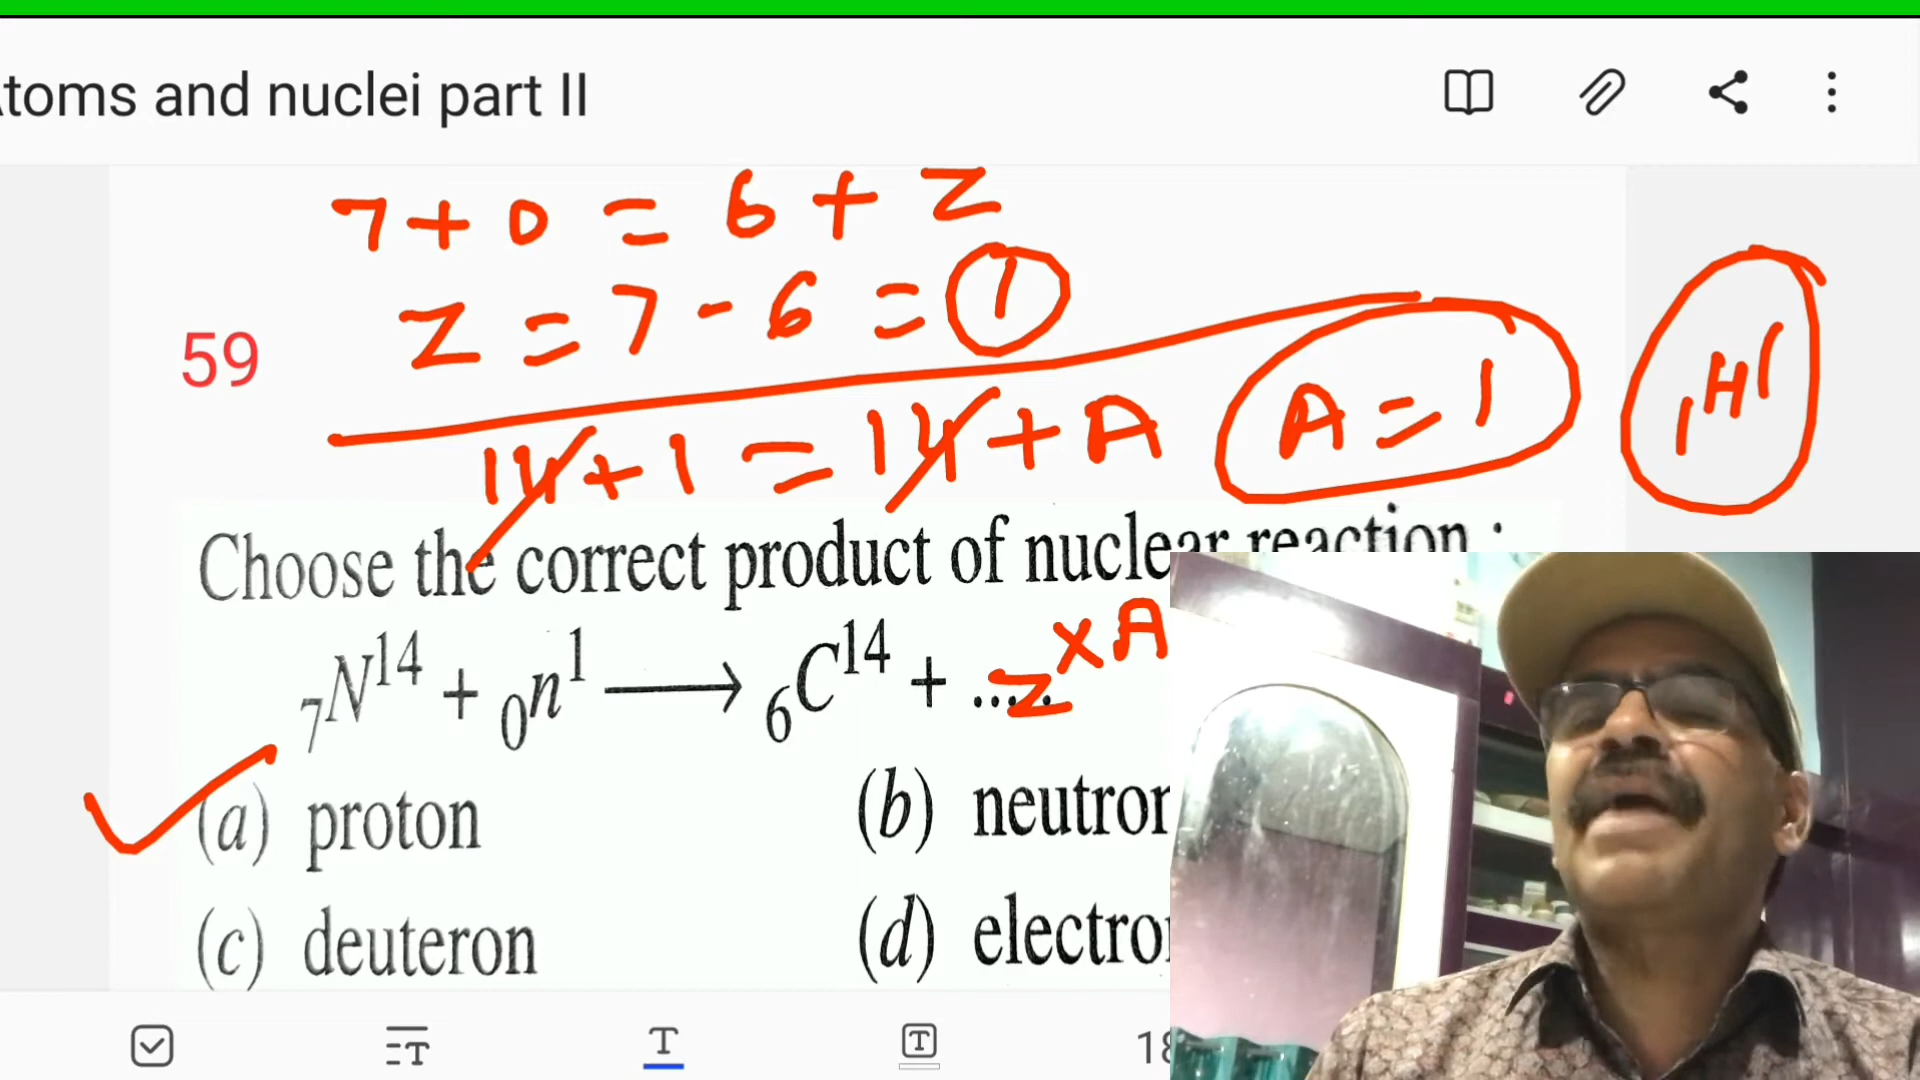 toms and nuclei part II
7 + 0 = 6 + Z
Z = 7 - 6 = 1
59
14 + 1 = 14 + A A = 1 ₁H¹
Choose the correct product of nuclear reaction :
₇N¹⁴ + ₀n¹ ⟶ ₆C¹⁴ + ..... zXᴬ
(a) proton (b) neutron
(c) deuteron (d) electro
T T T 18